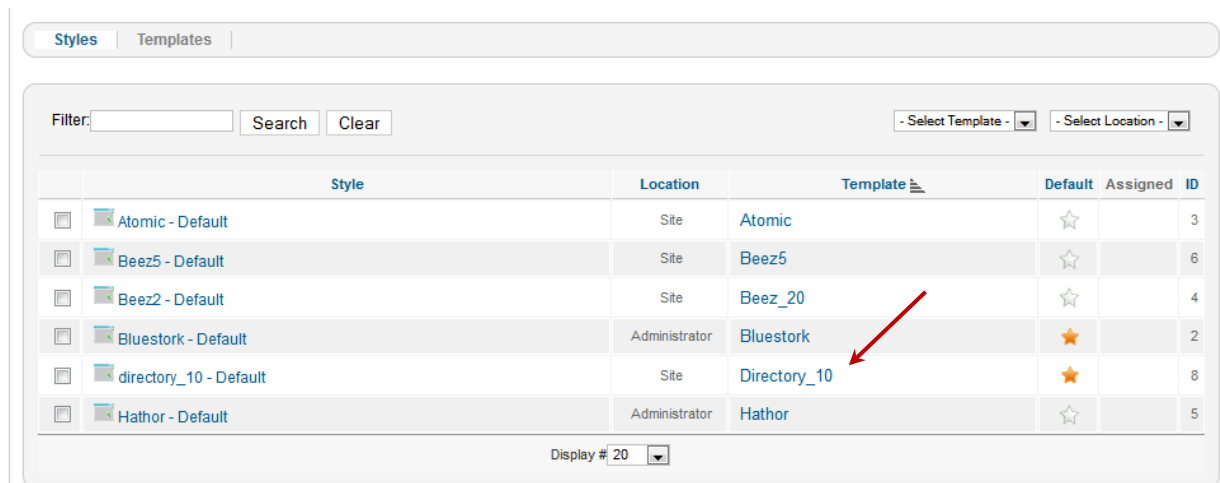 Styles Templates
Filter: Search Clear - Select Template - - Select Location -
Style Location Template Default Assigned ID
Atomic - Default Site Atomic 3
Beez5 - Default Site Beez5 6
Beez2 - Default Site Beez_20 4
Bluestork - Default Administrator Bluestork 2
directory_10 - Default Site Directory_10 8
Hathor - Default Administrator Hathor 5
Display # 20